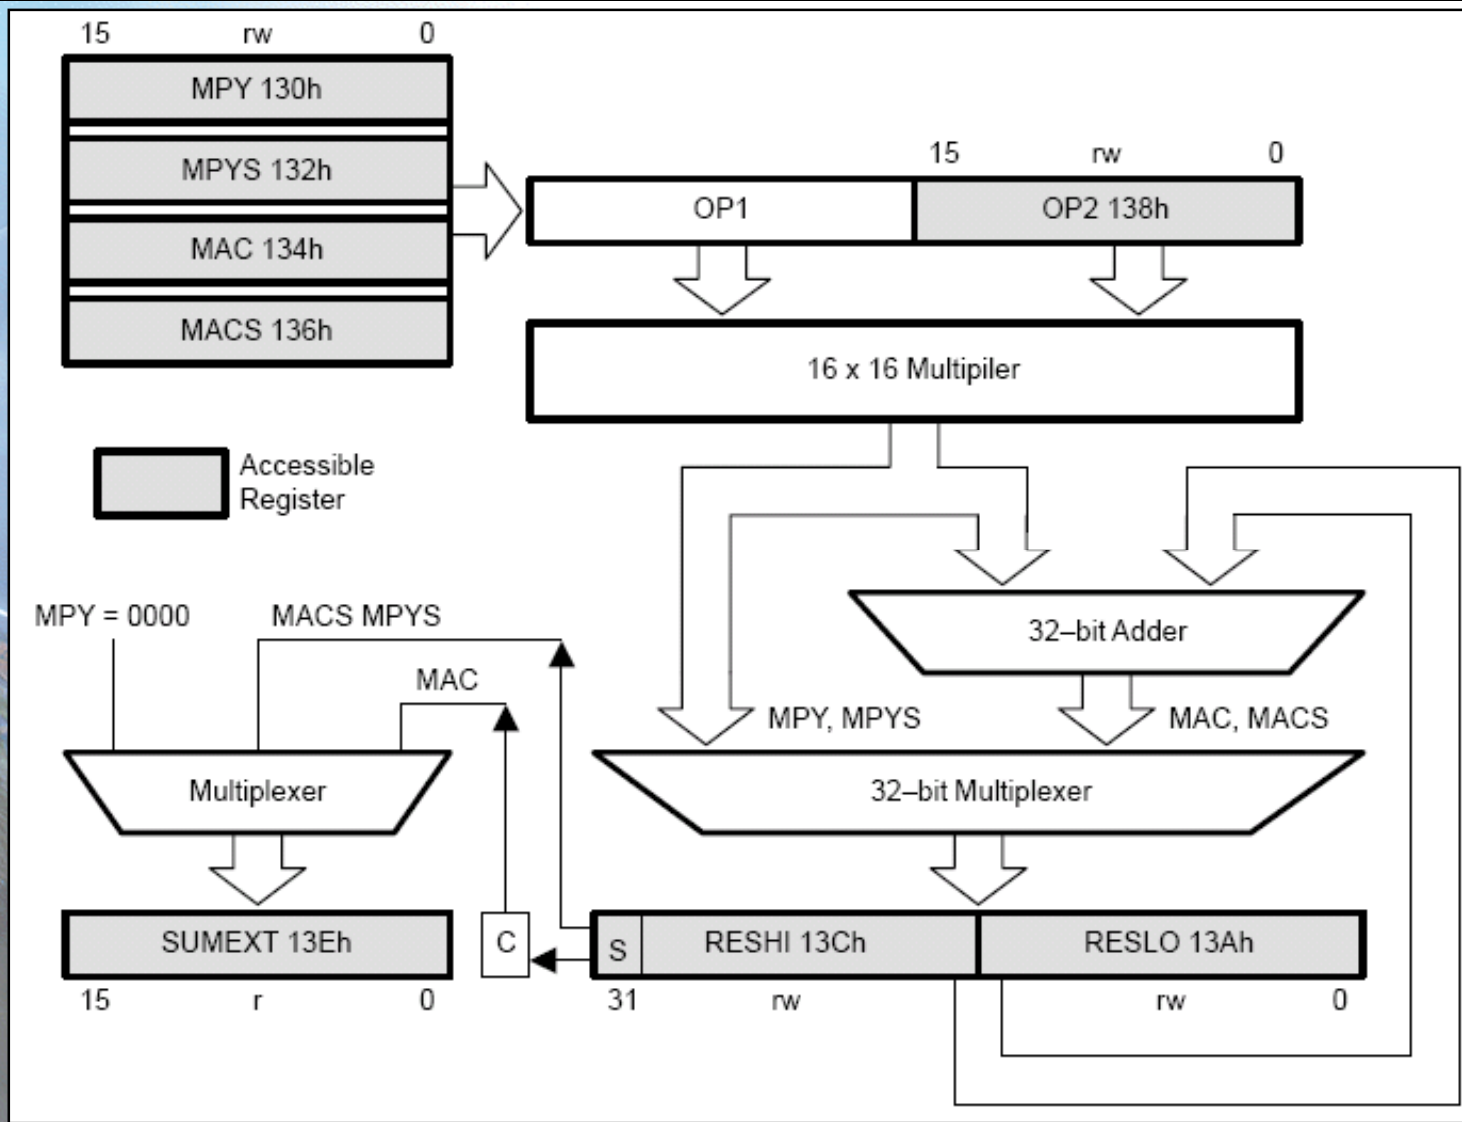 15 rw 0
MPY 130h
MPYS 132h
MAC 134h
MACS 136h
15 rw 0
OP1 OP2 138h
16 x 16 Multipiler
Accessible
Register
MPY = 0000 MACS MPYS
MAC
32–bit Adder
MPY, MPYS MAC, MACS
Multiplexer 32–bit Multiplexer
SUMEXT 13Eh C S RESHI 13Ch RESLO 13Ah
15 r 0 31 rw rw 0